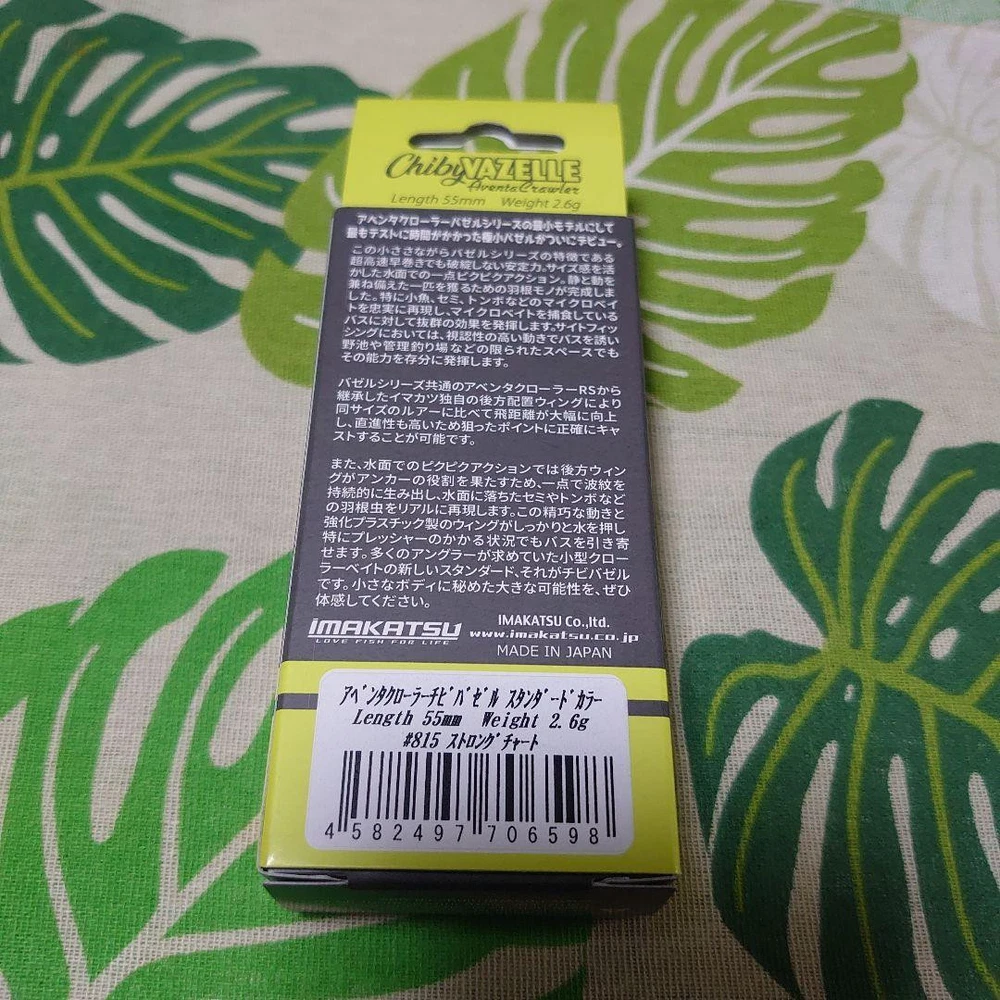 ChibyVAZELLE
AventaCrawler
Length 55mm Weight 2.6g
アベンタクローラーバゼルシリーズの最小モデルにして
最もテストに時間がかかった極小バゼルがついにデビュー。
この小ささながらバゼルシリーズの特徴である
超高速早巻きでも破綻しない安定力。サイズ感を活
かした水面での一点ピクピクアクション。静と動を
兼ね備えた一匹を獲るための羽根モノが完成しま
した。特に小魚、セミ、トンボなどのマイクロベイ
トを忠実に再現し、マイクロベイトを捕食している
バスに対して抜群の効果を発揮します。サイトフィッ
シングにおいては、視認性の高い動きでバスを誘い
野池や管理釣り場などの限られたスペースでも
その能力を存分に発揮します。
バゼルシリーズ共通のアベンタクローラーRSから
継承したイマカツ独自の後方配置ウィングにより
同サイズのルアーに比べて飛距離が大幅に向上
し、直進性も高いため狙ったポイントに正確にキャ
ストすることが可能です。
また、水面でのピクピクアクションでは後方ウィン
グがアンカーの役割を果たすため、一点で波紋を
持続的に生み出し、水面に落ちたセミやトンボなど
の羽根虫をリアルに再現します。この精巧な動きと
強化プラスチック製のウィングがしっかりと水を押し
特にプレッシャーのかかる状況でもバスを引き寄
せます。多くのアングラーが求めていた小型クロー
ラーベイトの新しいスタンダード、それがチビバゼル
です。小さなボディに秘めた大きな可能性を、ぜひ
体感してください。
IMAKATSU
LOVE FISH FOR LIFE
IMAKATSU Co.,ltd.
www.imakatsu.co.jp
MADE IN JAPAN
ｱﾍﾞﾝﾀｸﾛｰﾗｰﾁﾋﾞﾊﾞｾﾞﾙ ｽﾀﾝﾀﾞｰﾄﾞｶﾗｰ
Length 55mm Weight 2.6g
#815 ｽﾄﾛﾝｸﾞﾁｬｰﾄ
4 582497 706598